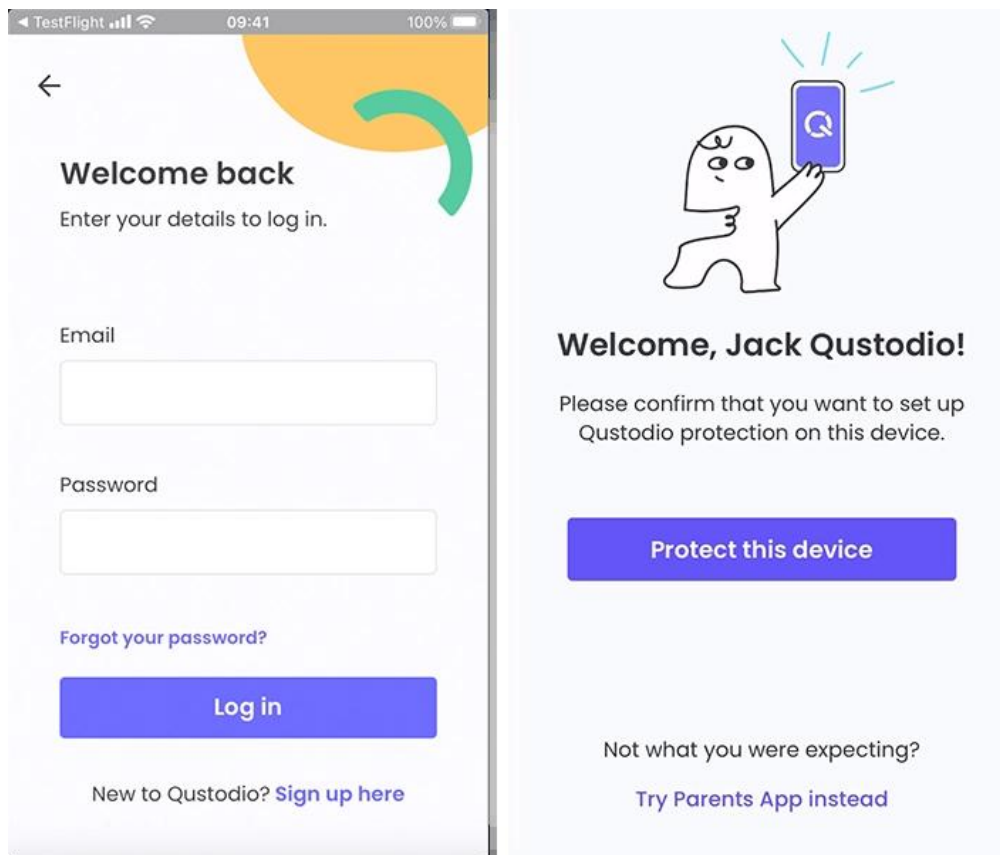 TestFlight 09:41 100%
Welcome back
Enter your details to log in.
Email
Password
Forgot your password?
Log in
New to Qustodio? Sign up here
Welcome, Jack Qustodio!
Please confirm that you want to set up
Qustodio protection on this device.
Protect this device
Not what you were expecting?
Try Parents App instead